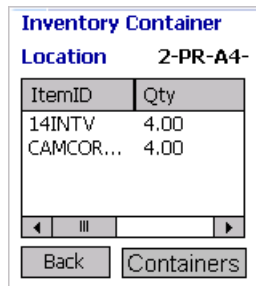 Inventory Container
Location 2-PR-A4-
ItemID Qty
14INTV 4.00
CAMCOR... 4.00
Back Containers